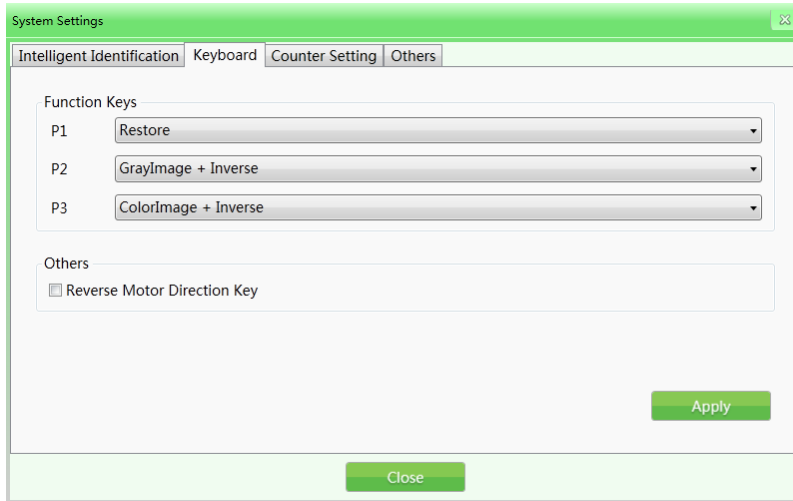 System Settings
Intelligent Identification Keyboard Counter Setting Others
Function Keys
P1 Restore
P2 GrayImage + Inverse
P3 ColorImage + Inverse
Others
Reverse Motor Direction Key
Apply
Close